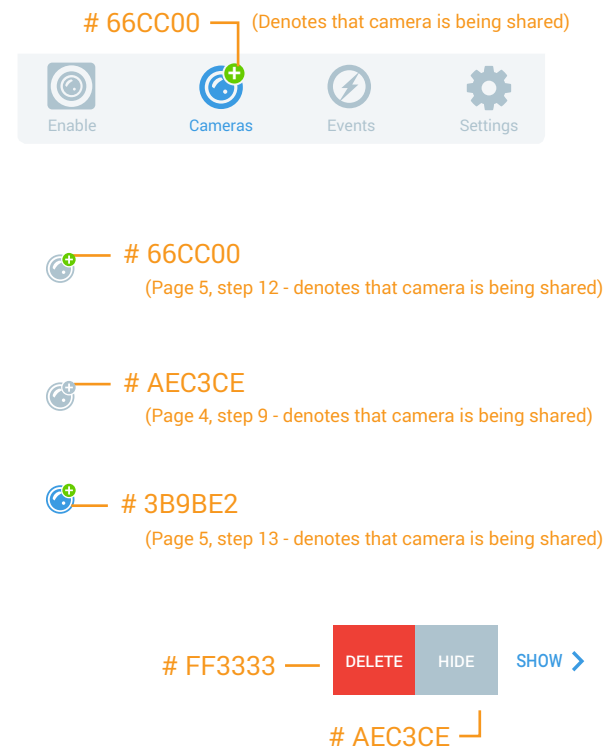 # 66CC00 (Denotes that camera is being shared)
Enable Cameras Events Settings
# 66CC00
(Page 5, step 12 - denotes that camera is being shared)
# AEC3CE
(Page 4, step 9 - denotes that camera is being shared)
# 3B9BE2
(Page 5, step 13 - denotes that camera is being shared)
# FF3333 DELETE HIDE SHOW
# AEC3CE